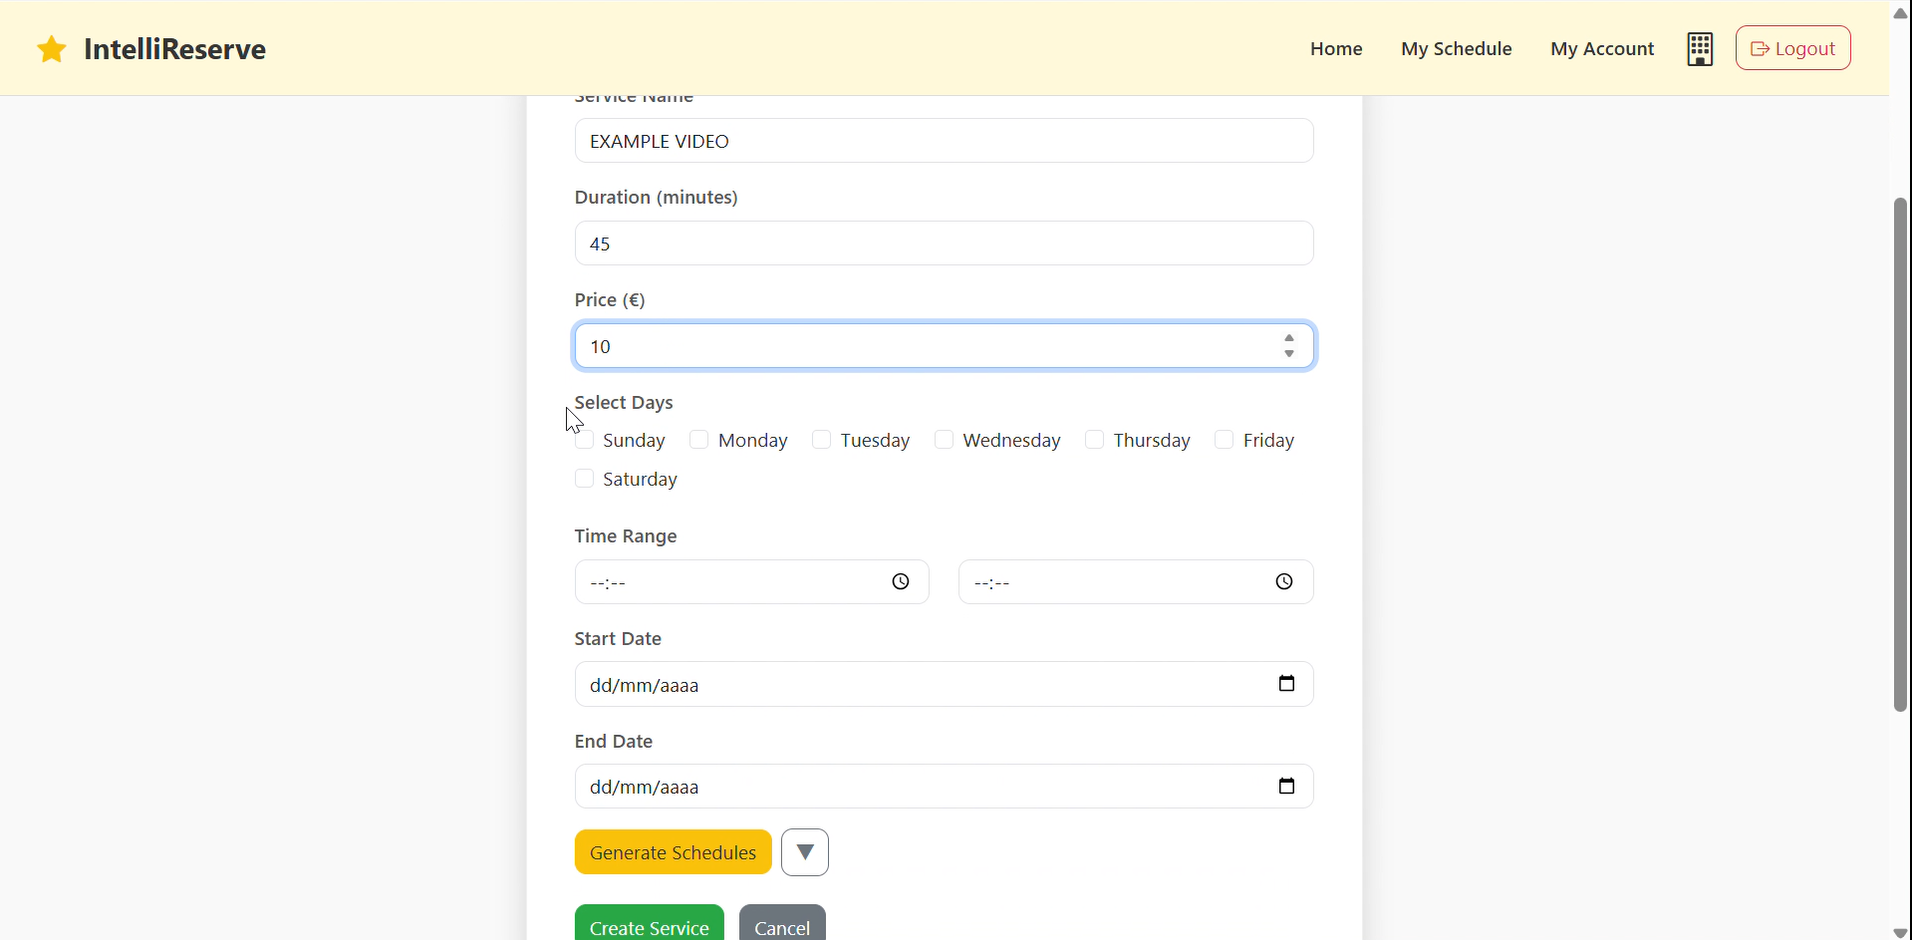 IntelliReserve
Home My Schedule My Account Logout
Service Name
EXAMPLE VIDEO
Duration (minutes)
45
Price (€)
10
Select Days
Sunday Monday Tuesday Wednesday Thursday Friday
Saturday
Time Range
--:-- --:--
Start Date
dd/mm/aaaa
End Date
dd/mm/aaaa
Generate Schedules ▼
Create Service Cancel